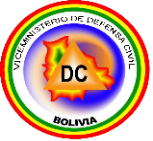 VICEMINISTERIO DE DEFENSA CIVIL
DC
BOLIVIA